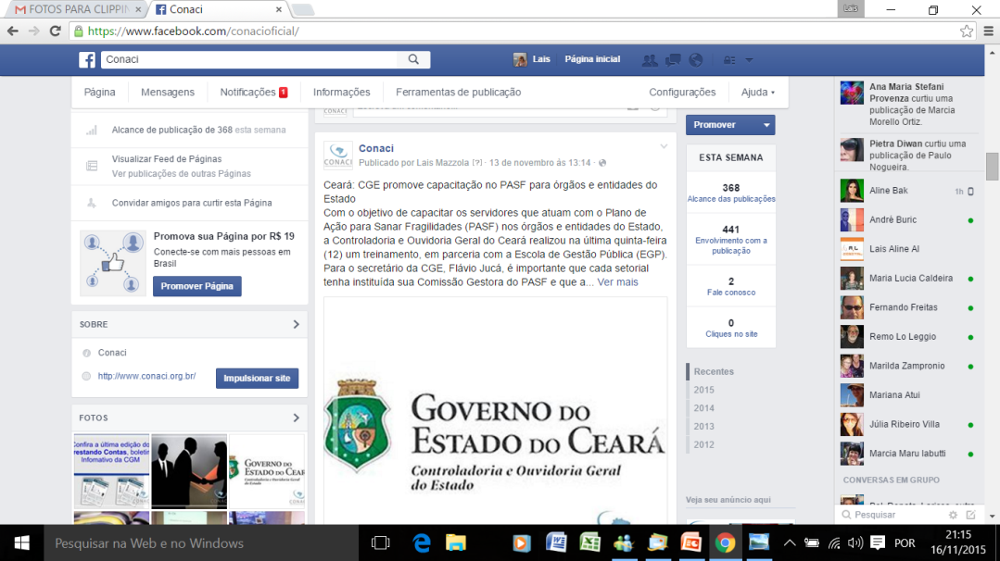 FOTOS PARA CLIPPIN
Conaci
Lais
https://www.facebook.com/conacioficial/
Conaci
Lais
Página inicial
Página
Mensagens
Notificações 1
Informações
Ferramentas de publicação
Configurações
Ajuda
Alcance de publicação de 368 esta semana
Visualizar Feed de Páginas
Ver publicações de outras Páginas
Convidar amigos para curtir esta Página
Promova sua Página por R$ 19
Conecte-se com mais pessoas em
Brasil
Promover Página
SOBRE
Conaci
http://www.conaci.org.br/
Impulsionar site
FOTOS
Confira a última edição do
restando Contas, boletim
Infomativo da CGM
GOVERNO DO
ESTADO DO CEARÁ
CONACI
CONACI
Conaci
Publicado por Lais Mazzola [?] · 13 de novembro às 13:14 ·
Ceará: CGE promove capacitação no PASF para órgãos e entidades do
Estado
Com o objetivo de capacitar os servidores que atuam com o Plano de
Ação para Sanar Fragilidades (PASF) nos órgãos e entidades do Estado,
a Controladoria e Ouvidoria Geral do Ceará realizou na última quinta-feira
(12) um treinamento, em parceria com a Escola de Gestão Pública (EGP).
Para o secretário da CGE, Flávio Jucá, é importante que cada setorial
tenha instituída sua Comissão Gestora do PASF e que a... Ver mais
GOVERNO DO
ESTADO DO CEARÁ
Controladoria e Ouvidoria Geral
do Estado
Promover
ESTA SEMANA
368
Alcance das publicações
441
Envolvimento com a
publicação
2
Fale conosco
0
Cliques no site
Recentes
2015
2014
2013
2012
Veja seu anúncio aqui
Ana Maria Stefani
Provenza curtiu uma
publicação de Marcia
Morello Ortiz.
Pietra Diwan curtiu uma
publicação de Paulo
Nogueira.
Aline Bak
1h
Andrè Buric
Lais Aline Al
Maria Lucia Caldeira
Fernando Freitas
Remo Lo Leggio
Marilda Zampronio
Mariana Atui
Júlia Ribeiro Villa
Marcia Maru Iabutti
CONVERSAS EM GRUPO
Pesquisar
Pesquisar na Web e no Windows
POR
21:15
16/11/2015